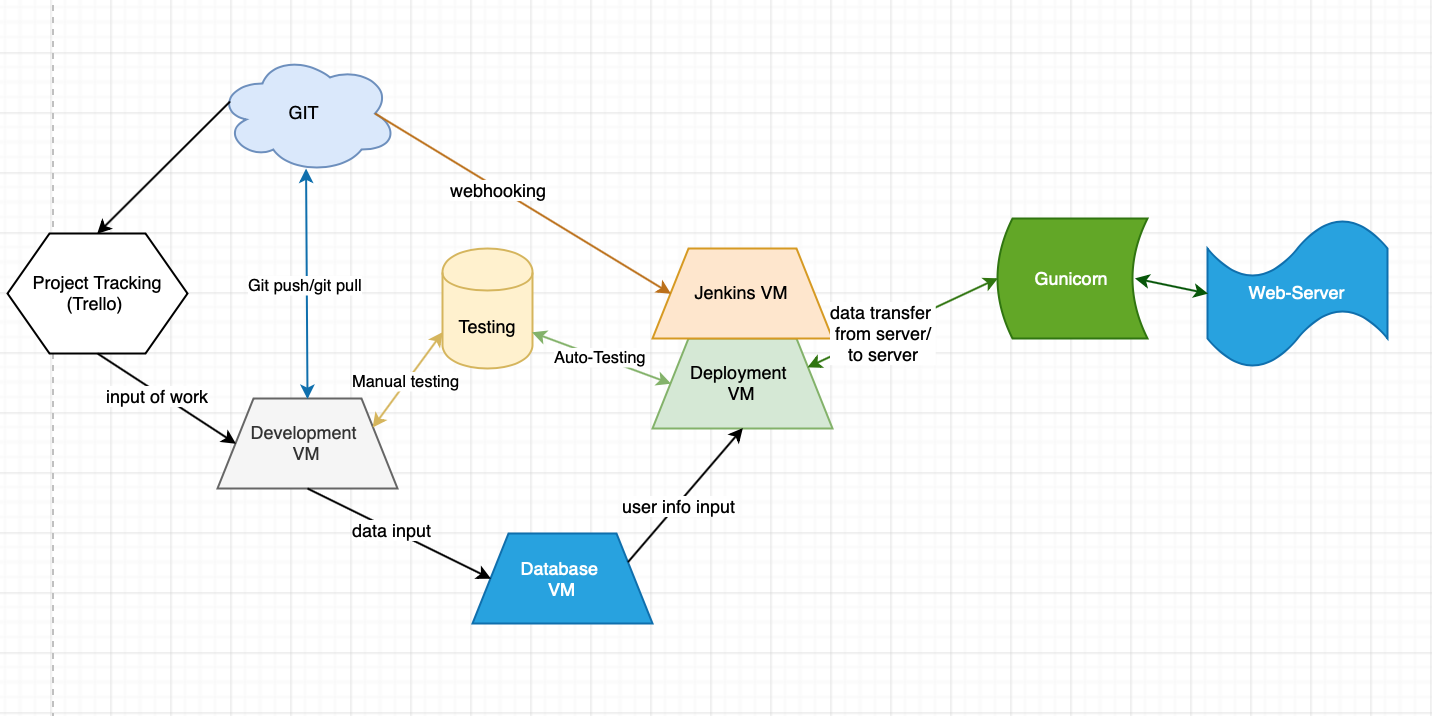 GIT
webhooking
Project Tracking
(Trello)
Git push/git pull
Testing
Jenkins VM
Gunicorn
Web-Server
data transfer
from server/
to server
Auto-Testing
Manual testing
Deployment
VM
input of work
Development
VM
user info input
data input
Database
VM